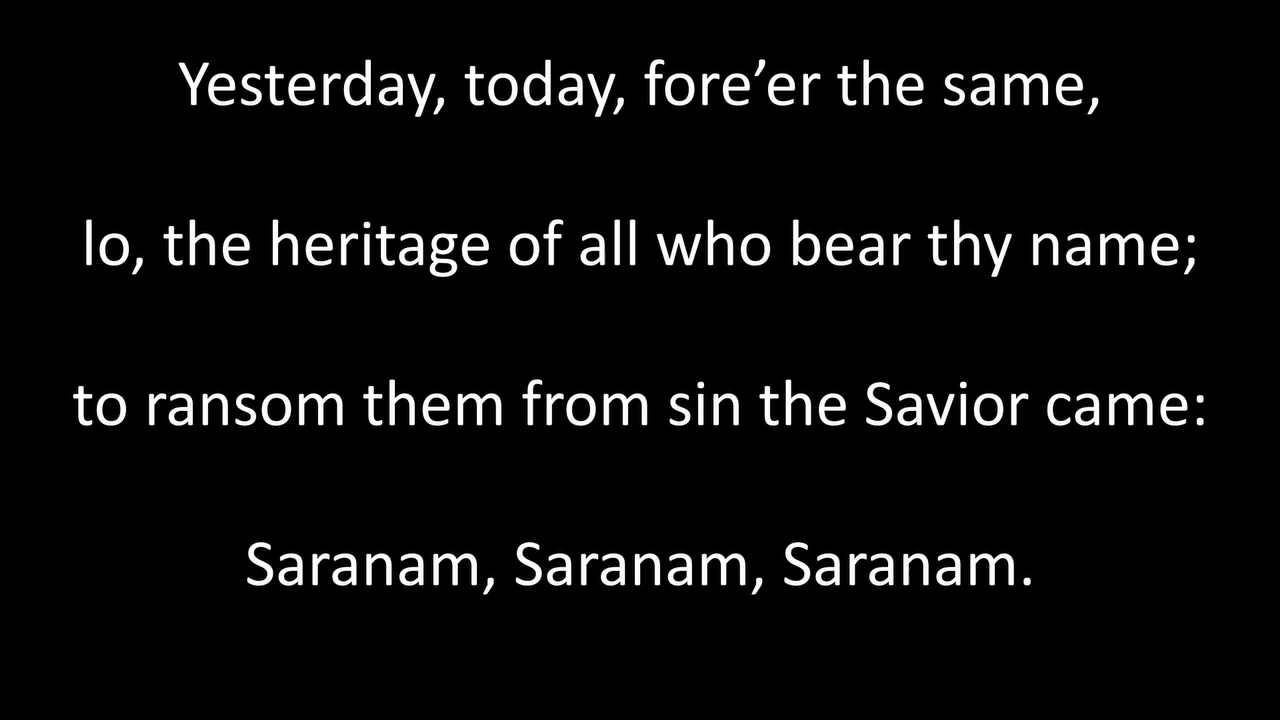 Yesterday, today, fore’er the same,
lo, the heritage of all who bear thy name;
to ransom them from sin the Savior came:
Saranam, Saranam, Saranam.